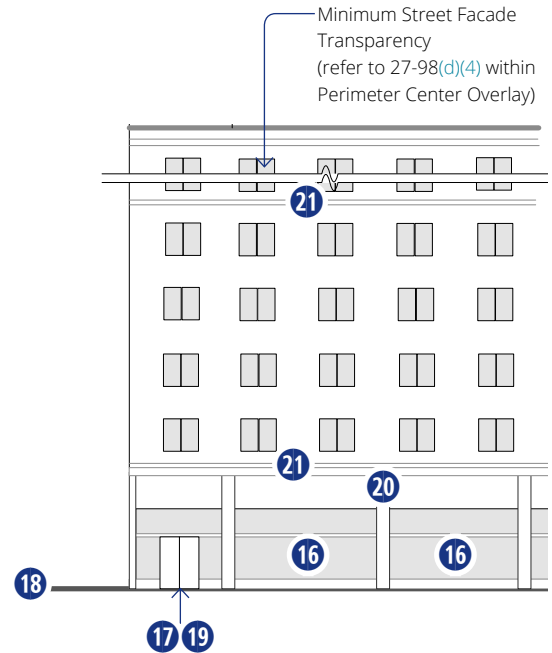 Minimum Street Facade
Transparency
(refer to 27-98(d)(4) within
Perimeter Center Overlay)
21
21
20
16 16
18
17 19